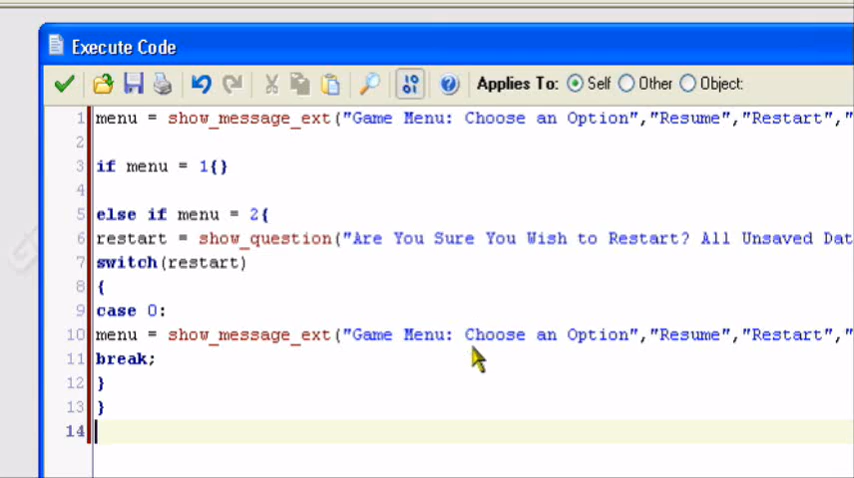 Execute Code
Applies To: Self Other Object:
1 menu = show_message_ext("Game Menu: Choose an Option","Resume","Restart","
2
3 if menu = 1{}
4
5 else if menu = 2{
6 restart = show_question("Are You Sure You Wish to Restart? All Unsaved Dat
7 switch(restart)
8 {
9 case 0:
10 menu = show_message_ext("Game Menu: Choose an Option","Resume","Restart","
11 break;
12 }
13 }
14